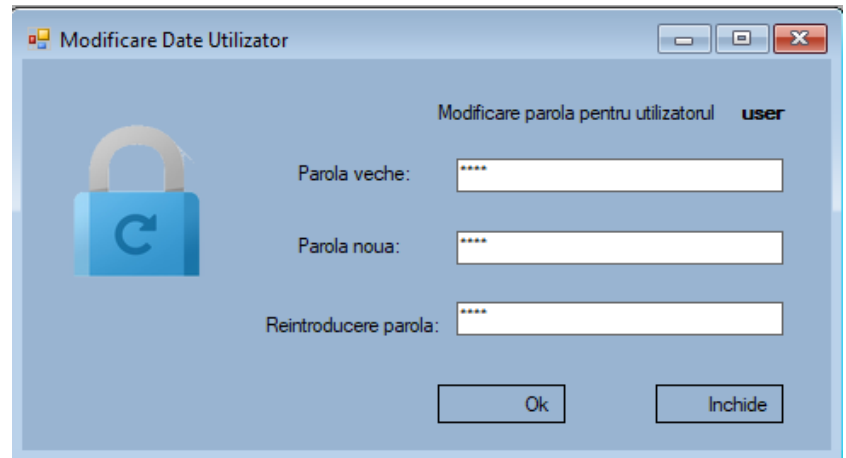 Modificare Date Utilizator
Modificare parola pentru utilizatorul user
Parola veche: ****
Parola noua: ****
Reintroducere parola: ****
Ok Inchide